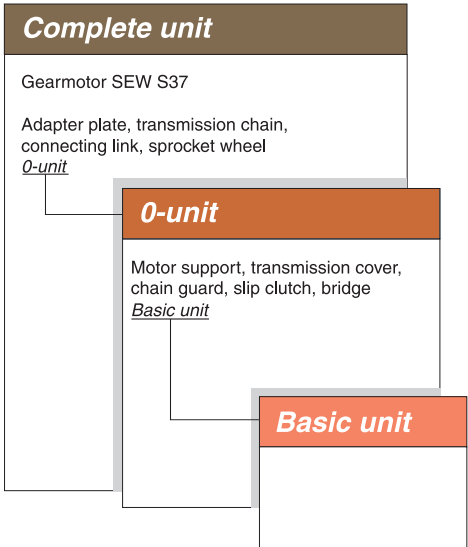 Complete unit
Gearmotor SEW S37
Adapter plate, transmission chain,
connecting link, sprocket wheel
0-unit
0-unit
Motor support, transmission cover,
chain guard, slip clutch, bridge
Basic unit
Basic unit